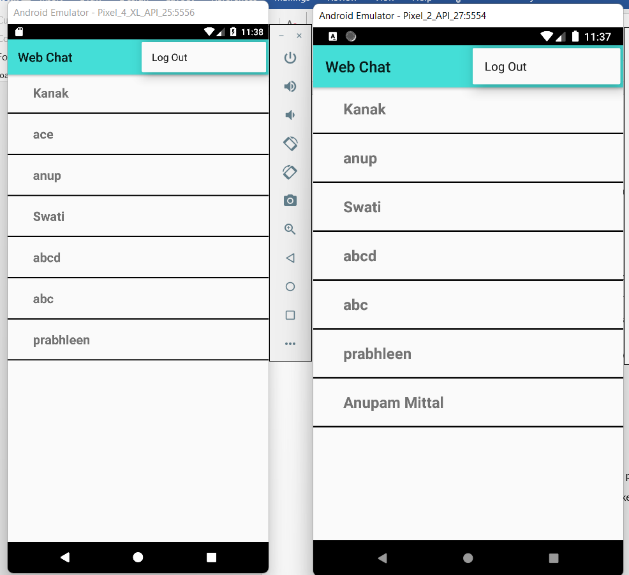 Android Emulator - Pixel_4_XL_API_25:5556
11:38
Web Chat
Log Out
Kanak
ace
anup
Swati
abcd
abc
prabhleen
Android Emulator - Pixel_2_API_27:5554
A
11:37
Web Chat
Log Out
Kanak
anup
Swati
abcd
abc
prabhleen
Anupam Mittal